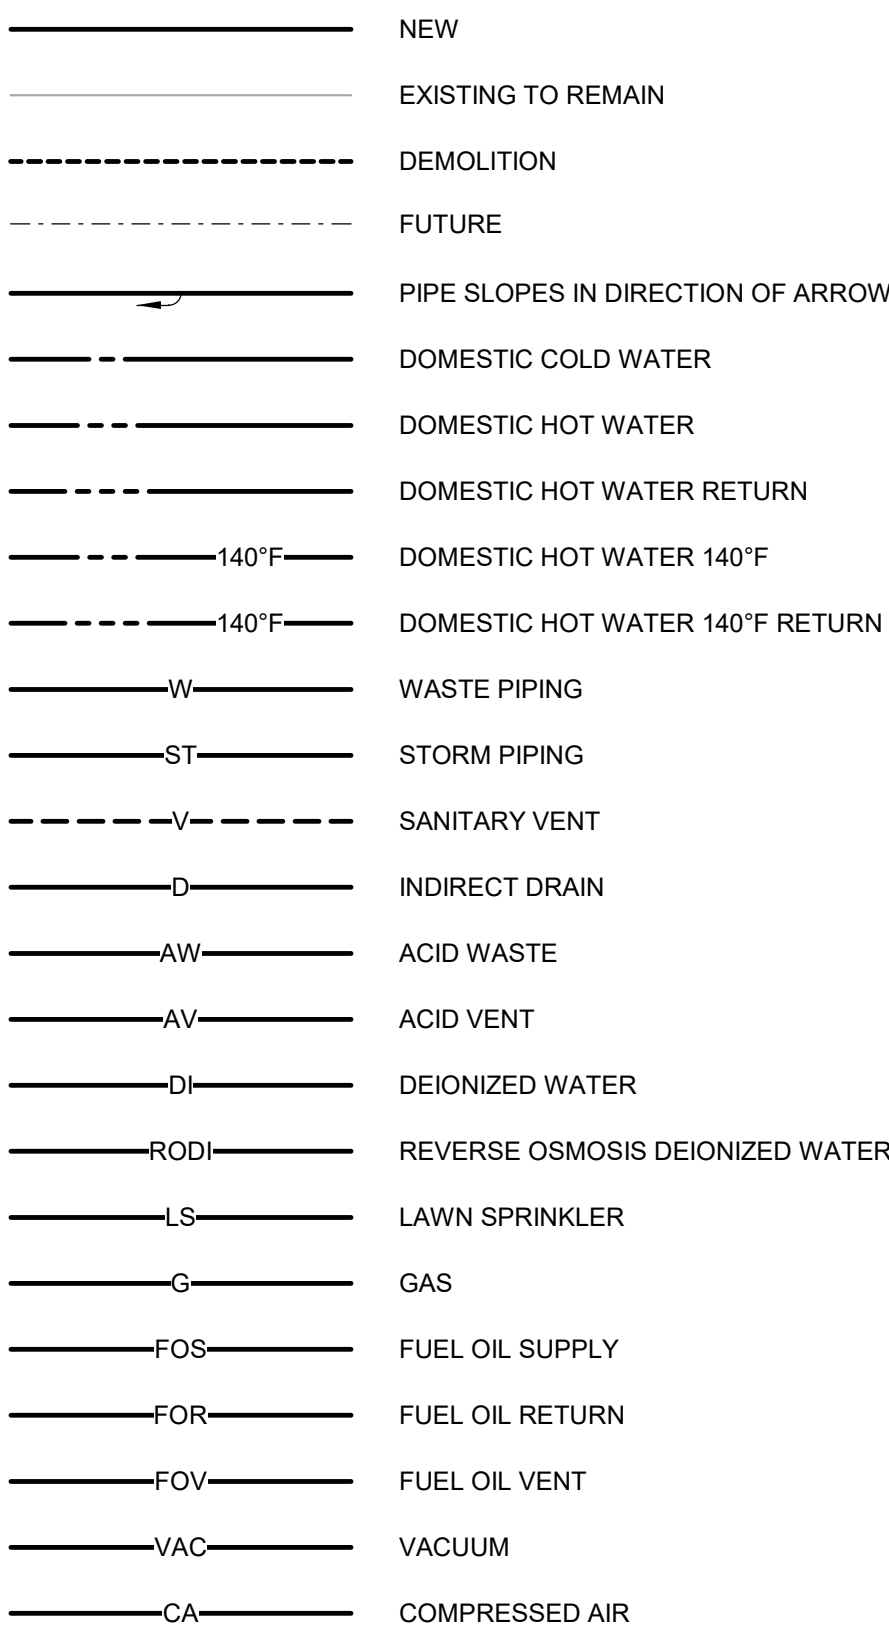 NEW
EXISTING TO REMAIN
DEMOLITION
FUTURE
PIPE SLOPES IN DIRECTION OF ARROW
DOMESTIC COLD WATER
DOMESTIC HOT WATER
DOMESTIC HOT WATER RETURN
140°F DOMESTIC HOT WATER 140°F
140°F DOMESTIC HOT WATER 140°F RETURN
W WASTE PIPING
ST STORM PIPING
V SANITARY VENT
D INDIRECT DRAIN
AW ACID WASTE
AV ACID VENT
DI DEIONIZED WATER
RODI REVERSE OSMOSIS DEIONIZED WATER
LS LAWN SPRINKLER
G GAS
FOS FUEL OIL SUPPLY
FOR FUEL OIL RETURN
FOV FUEL OIL VENT
VAC VACUUM
CA COMPRESSED AIR